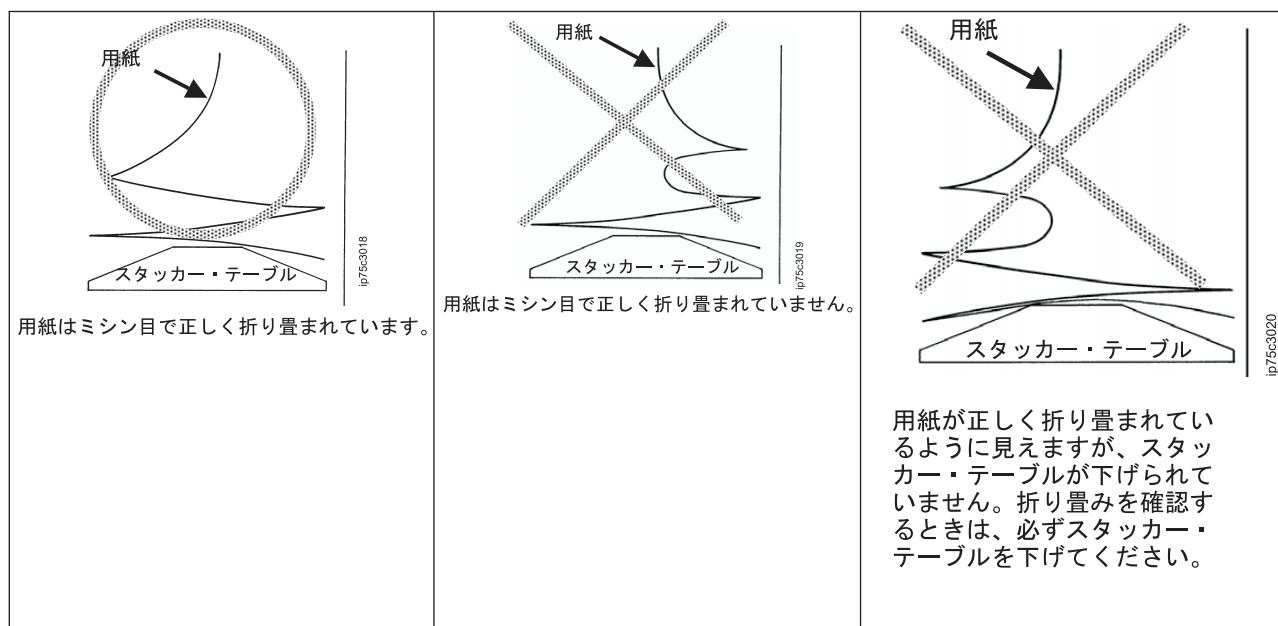 用紙
スタッカー・テーブル
ip75c3018
用紙はミシン目で正しく折り畳まれています。
用紙
スタッカー・テーブル
ip75c3019
用紙はミシン目で正しく折り畳まれていません。
用紙
スタッカー・テーブル
ip75c3020
用紙が正しく折り畳まれてい
るように見えますが、スタッ
カー・テーブルが下げられて
いません。折り畳みを確認す
るときは、必ずスタッカー・
テーブルを下げてください。